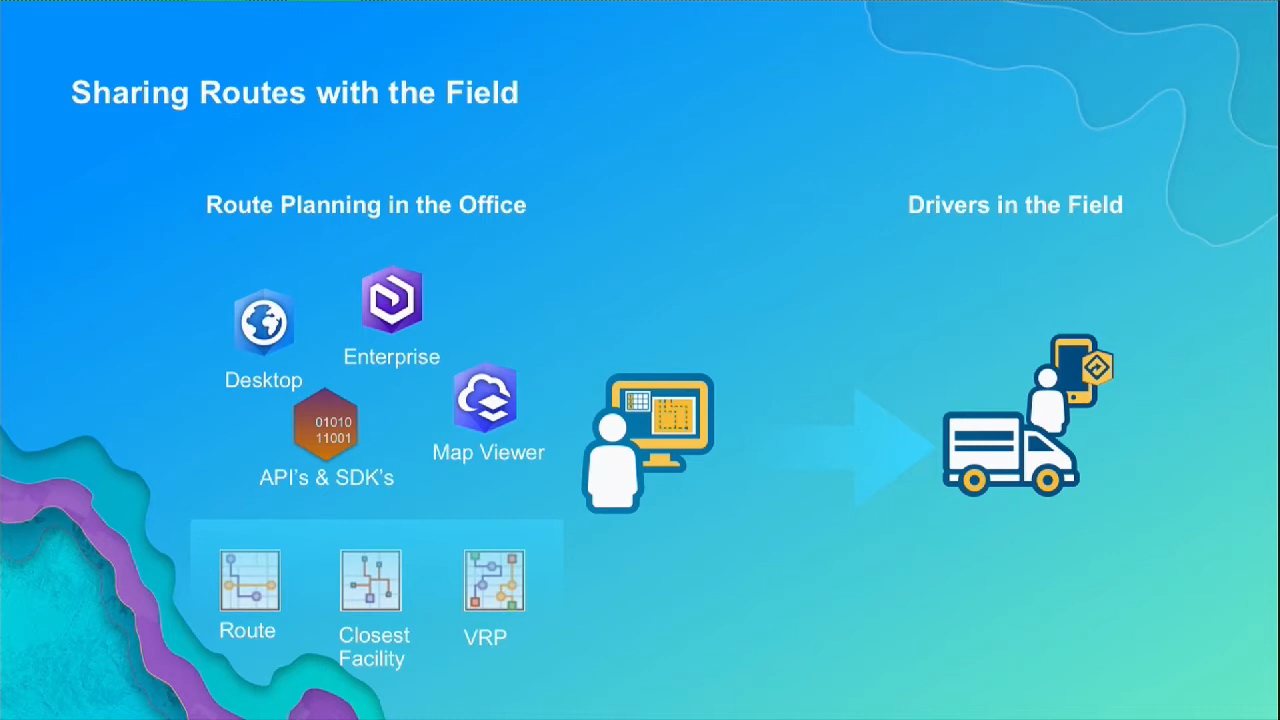 Sharing Routes with the Field
Route Planning in the Office
Drivers in the Field
Desktop
Enterprise
01010
11001
API's & SDK's
Map Viewer
Route
Closest
Facility
VRP